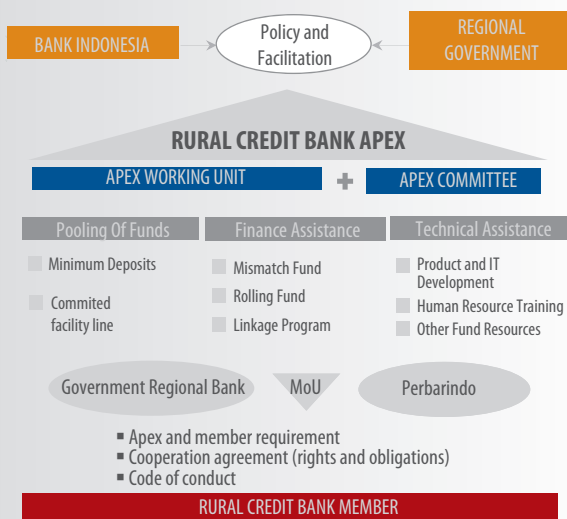 BANK INDONESIA
Policy and
Facilitation
REGIONAL
GOVERNMENT
RURAL CREDIT BANK APEX
APEX WORKING UNIT
+
APEX COMMITTEE
Pooling Of Funds
Minimum Deposits
Commited
facility line
Finance Assistance
Mismatch Fund
Rolling Fund
Linkage Program
Technical Assistance
Product and IT
Development
Human Resource Training
Other Fund Resources
Government Regional Bank
MoU
Perbarindo
▪ Apex and member requirement
▪ Cooperation agreement (rights and obligations)
▪ Code of conduct
RURAL CREDIT BANK MEMBER